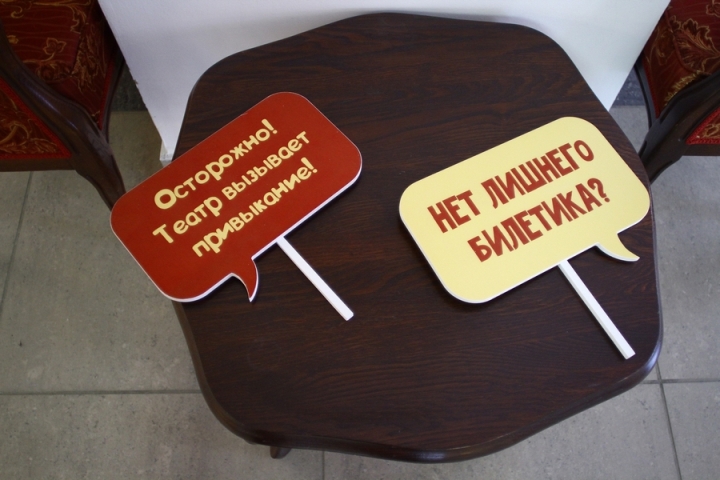 Осторожно!
Театр вызывает
привыкание!
НЕТ ЛИШНЕГО
БИЛЕТИКА?